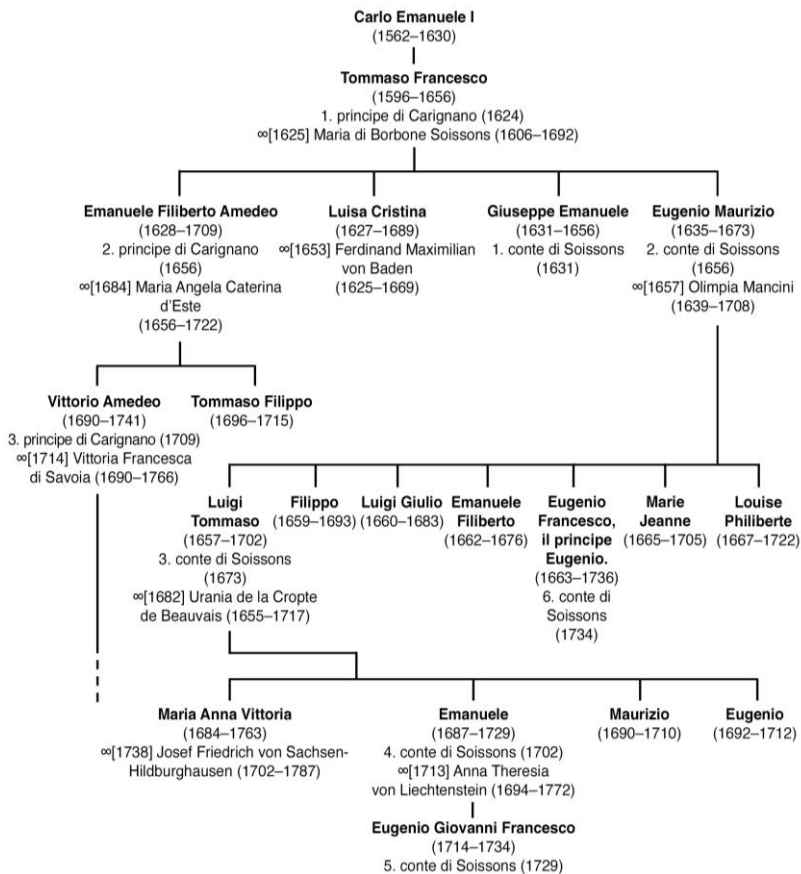 Carlo Emanuele I
(1562–1630)
Tommaso Francesco
(1596–1656)
1. principe di Carignano (1624)
∞[1625] Maria di Borbone Soissons (1606–1692)
Emanuele Filiberto Amedeo
(1628–1709)
2. principe di Carignano
(1656)
∞[1684] Maria Angela Caterina
d'Este
(1656–1722)
Luisa Cristina
(1627–1689)
∞[1653] Ferdinand Maximilian
von Baden
(1625–1669)
Giuseppe Emanuele
(1631–1656)
1. conte di Soissons
(1631)
Eugenio Maurizio
(1635–1673)
2. conte di Soissons
(1656)
∞[1657] Olimpia Mancini
(1639–1708)
Vittorio Amedeo
(1690–1741)
3. principe di Carignano (1709)
∞[1714] Vittoria Francesca
di Savoia (1690–1766)
Tommaso Filippo
(1696–1715)
Luigi
Tommaso
(1657–1702)
3. conte di Soissons
(1673)
∞[1682] Urania de la Cropte
de Beauvais (1655–1717)
Filippo
(1659–1693)
Luigi Giulio
(1660–1683)
Emanuele
Filiberto
(1662–1676)
Eugenio
Francesco,
il principe
Eugenio.
(1663–1736)
6. conte di
Soissons
(1734)
Marie
Jeanne
(1665–1705)
Louise
Philiberte
(1667–1722)
Maria Anna Vittoria
(1684–1763)
∞[1738] Josef Friedrich von Sachsen-
Hildburghausen (1702–1787)
Emanuele
(1687–1729)
4. conte di Soissons (1702)
∞[1713] Anna Theresia
von Liechtenstein (1694–1772)
Maurizio
(1690–1710)
Eugenio
(1692–1712)
Eugenio Giovanni Francesco
(1714–1734)
5. conte di Soissons (1729)